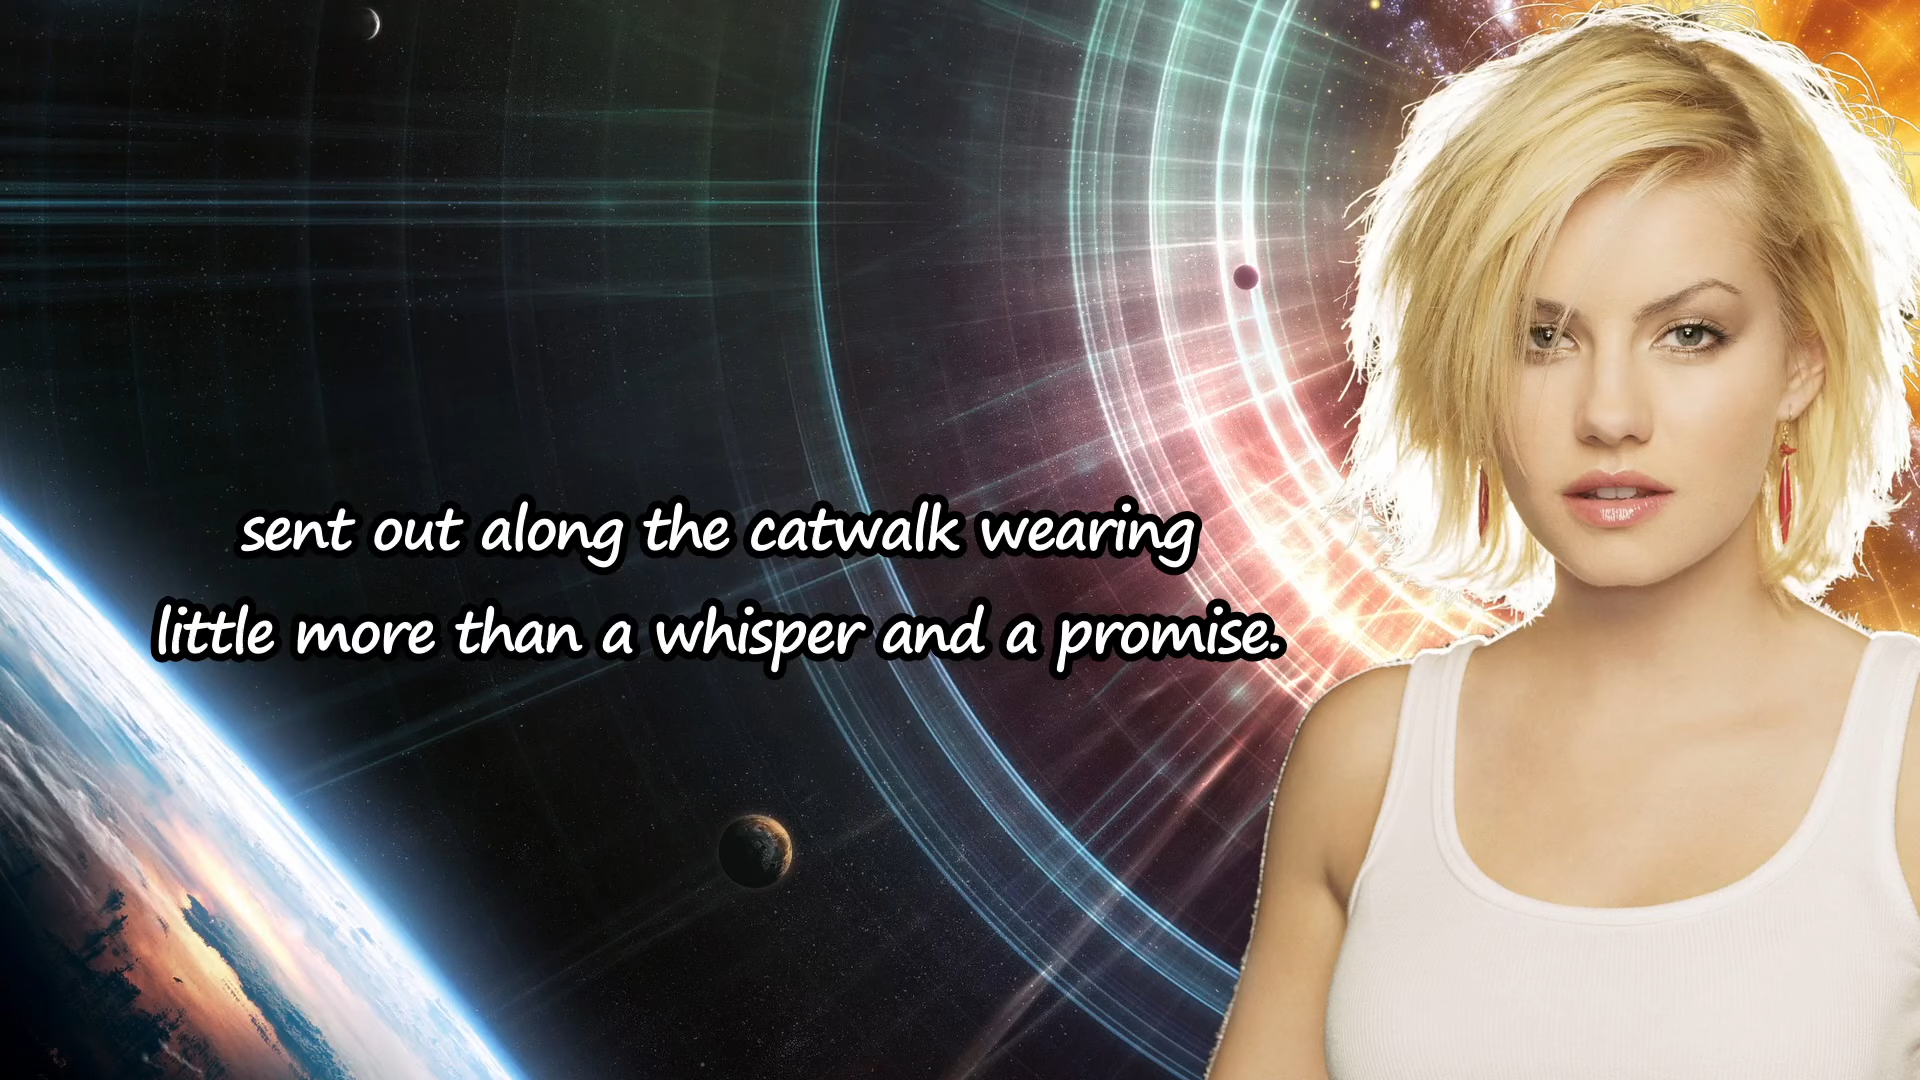 sent out along the catwalk wearing
little more than a whisper and a promise.